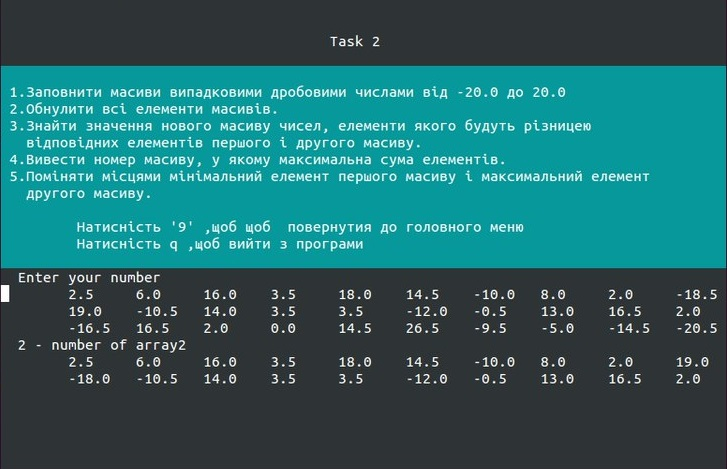 Task 2
1.Заповнити масиви випадковими дробовими числами від -20.0 до 20.0
2.Обнулити всі елементи масивів.
3.Знайти значення нового масиву чисел, елементи якого будуть різницею
відповідних елементів першого і другого масиву.
4.Вивести номер масиву, у якому максимальна сума елементів.
5.Поміняти місцями мінімальний елемент першого масиву і максимальний елемент
другого масиву.
Натисність '9' ,щоб щоб  повернутия до головного меню
Натисність q ,щоб вийти з програми
Enter your number
2.5 6.0 16.0 3.5 18.0 14.5 -10.0 8.0 2.0 -18.5
19.0 -10.5 14.0 3.5 3.5 -12.0 -0.5 13.0 16.5 2.0
-16.5 16.5 2.0 0.0 14.5 26.5 -9.5 -5.0 -14.5 -20.5
2 - number of array2
2.5 6.0 16.0 3.5 18.0 14.5 -10.0 8.0 2.0 19.0
-18.0 -10.5 14.0 3.5 3.5 -12.0 -0.5 13.0 16.5 2.0